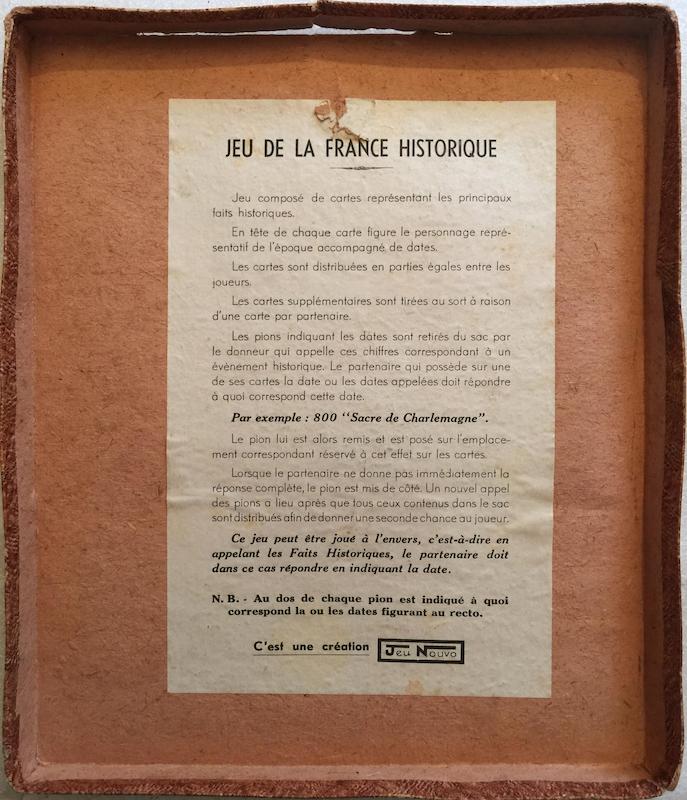 JEU DE LA FRANCE HISTORIQUE
Jeu composé de cartes représentant les principaux
faits historiques.
En tête de chaque carte figure le personnage repré-
sentatif de l'époque accompagné de dates.
Les cartes sont distribuées en parties égales entre les
joueurs.
Les cartes supplémentaires sont tirées au sort à raison
d'une carte par partenaire.
Les pions indiquant les dates sont retirés du sac par
le donneur qui appelle ces chiffres correspondant à un
évènement historique. Le partenaire qui possède sur une
de ses cartes la date ou les dates appelées doit répondre
à quoi correspond cette date.
Par exemple : 800 "Sacre de Charlemagne".
Le pion lui est alors remis et est posé sur l'emplace-
ment correspondant réservé à cet effet sur les cartes.
Lorsque le partenaire ne donne pas immédiatement la
réponse complète, le pion est mis de côté. Un nouvel appel
des pions a lieu après que tous ceux contenus dans le sac
sont distribués afin de donner une seconde chance au joueur.
Ce jeu peut être joué à l'envers, c'est-à-dire en
appelant les Faits Historiques, le partenaire doit
dans ce cas répondre en indiquant la date.
N. B. - Au dos de chaque pion est indiqué à quoi
correspond la ou les dates figurant au recto.
C'est une création Jeu Nouvo